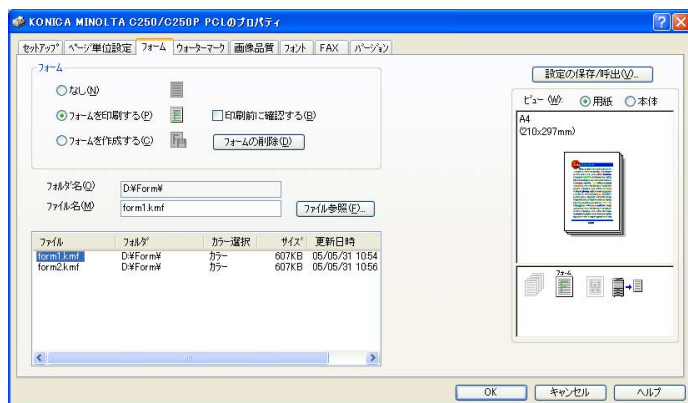 KONICA MINOLTA C250/C250P PCLのプロパティ
セットアップ ページ単位設定 フォーム ウォーターマーク 画像品質 フォント FAX バージョン
フォーム
なし(N)
フォームを印刷する(P) 印刷前に確認する(B)
フォームを作成する(C) フォームの削除(D)
フォルダ名(O) D:¥Form¥
ファイル名(M) form1.kmf ファイル参照(F)...
ファイル フォルダ カラー選択 サイズ 更新日時
form1.kmf D:¥Form¥ カラー 607KB 05/05/31 10:54
form2.kmf D:¥Form¥ カラー 607KB 05/05/31 10:56
設定の保存/呼出(V)...
ビュー(W): 用紙 本体
A4
(210x297mm)
フォーム
OK キャンセル ヘルプ